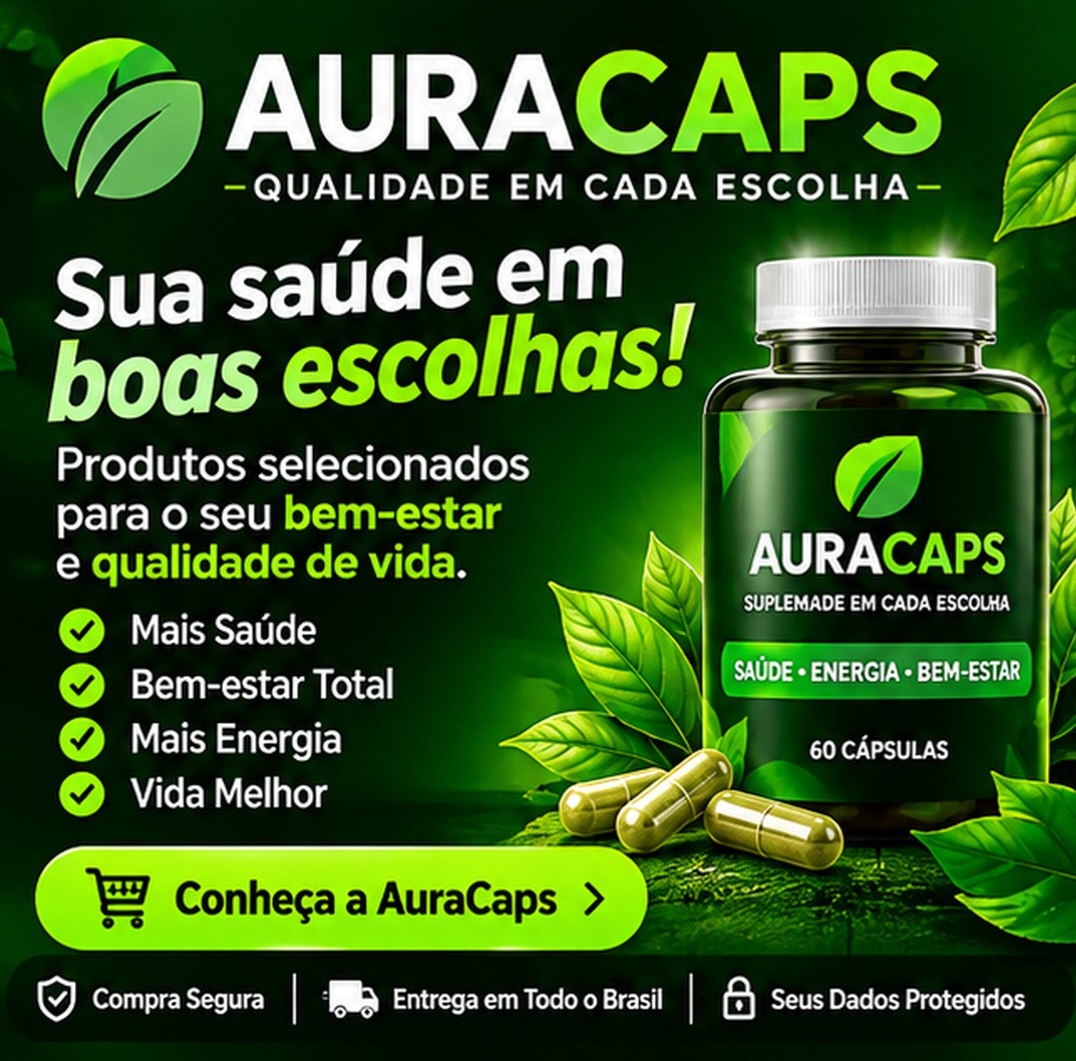 AURACAPS
QUALIDADE EM CADA ESCOLHA
Sua saúde em
boas escolhas!
Produtos selecionados
para o seu bem-estar
e qualidade de vida.
Mais Saúde
Bem-estar Total
Mais Energia
Vida Melhor
Conheça a AuraCaps
AURACAPS
SUPLEMADE EM CADA ESCOLHA
SAÚDE • ENERGIA • BEM-ESTAR
60 CÁPSULAS
Compra Segura
Entrega em Todo o Brasil
Seus Dados Protegidos